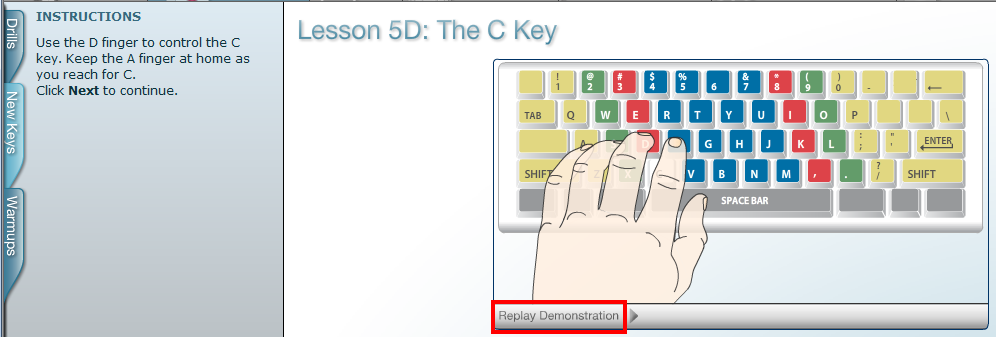 INSTRUCTIONS
Use the D finger to control the C
key. Keep the A finger at home as
you reach for C.
Click Next to continue.
Drills
New Keys
Warmups
Lesson 5D: The C Key
! 1 @ 2 # 3 $ 4 % 5 6 & 7 * 8 ( 9 ) 0 - ←
TAB Q W E R T Y U I O P \
A D G H J K L : ; " ' ENTER
SHIFT Z V B N M , . ? / SHIFT
SPACE BAR
Replay Demonstration